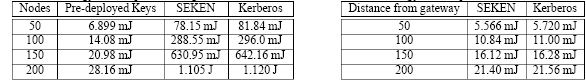 Nodes Pre-deployed Keys SEKEN Kerberos
50 6.899 mJ 78.15 mJ 81.84 mJ
100 14.08 mJ 288.55 mJ 296.0 mJ
150 20.98 mJ 630.95 mJ 642.16 mJ
200 28.16 mJ 1.105 J 1.120 J
Distance from gateway SEKEN Kerberos
50 5.566 mJ 5.720 mJ
100 10.84 mJ 11.00 mJ
150 16.12 mJ 16.28 mJ
200 21.40 mJ 21.56 mJ